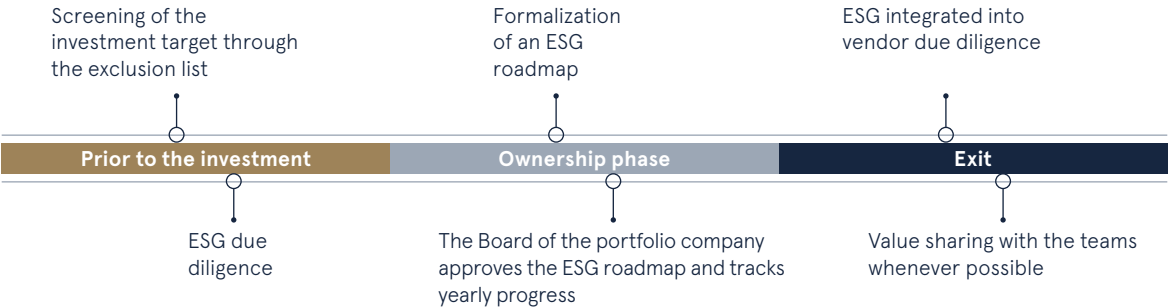 Screening of the
investment target through
the exclusion list
Formalization
of an ESG
roadmap
ESG integrated into
vendor due diligence
Prior to the investment
Ownership phase
Exit
ESG due
diligence
The Board of the portfolio company
approves the ESG roadmap and tracks
yearly progress
Value sharing with the teams
whenever possible